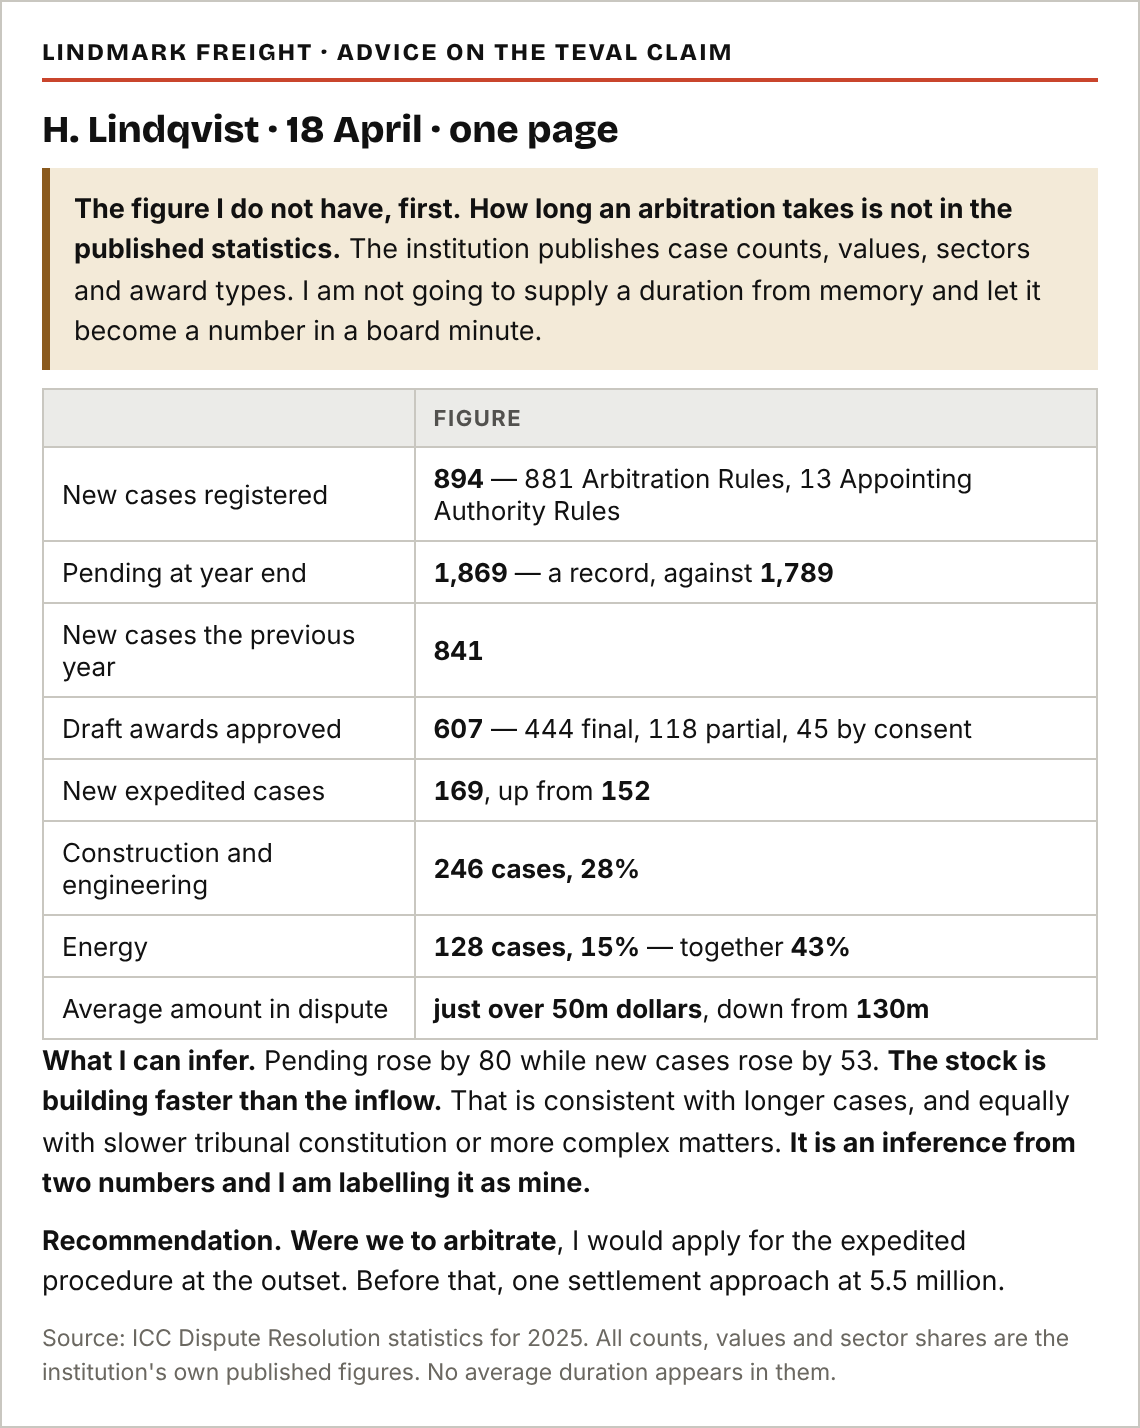 LINDMARK FREIGHT · ADVICE ON THE TEVAL CLAIM
H. Lindqvist · 18 April · one page
The figure I do not have, first. How long an arbitration takes is not in the
published statistics. The institution publishes case counts, values, sectors
and award types. I am not going to supply a duration from memory and let it
become a number in a board minute.
FIGURE
New cases registered
894 — 881 Arbitration Rules, 13 Appointing
Authority Rules
Pending at year end
1,869 — a record, against 1,789
New cases the previous
year
841
Draft awards approved
607 — 444 final, 118 partial, 45 by consent
New expedited cases
169, up from 152
Construction and
engineering
246 cases, 28%
Energy
128 cases, 15% — together 43%
Average amount in dispute
just over 50m dollars, down from 130m
What I can infer. Pending rose by 80 while new cases rose by 53. The stock is
building faster than the inflow. That is consistent with longer cases, and equally
with slower tribunal constitution or more complex matters. It is an inference from
two numbers and I am labelling it as mine.
Recommendation. Were we to arbitrate, I would apply for the expedited
procedure at the outset. Before that, one settlement approach at 5.5 million.
Source: ICC Dispute Resolution statistics for 2025. All counts, values and sector shares are the
institution's own published figures. No average duration appears in them.